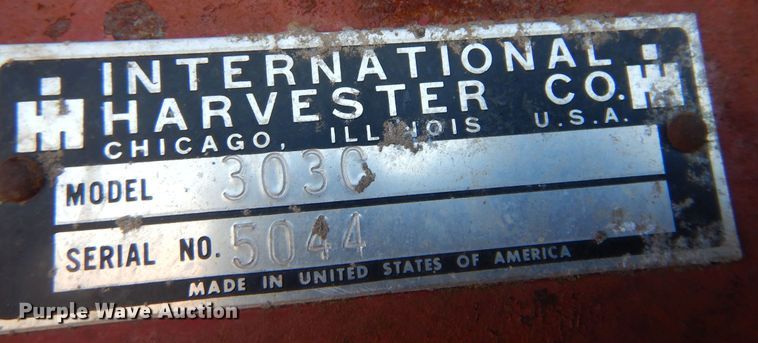 INTERNATIONAL
HARVESTER CO.
CHICAGO, ILLINOIS U.S.A.
MODEL 3030
SERIAL NO. 5044
MADE IN UNITED STATES OF AMERICA
Purple Wave Auction